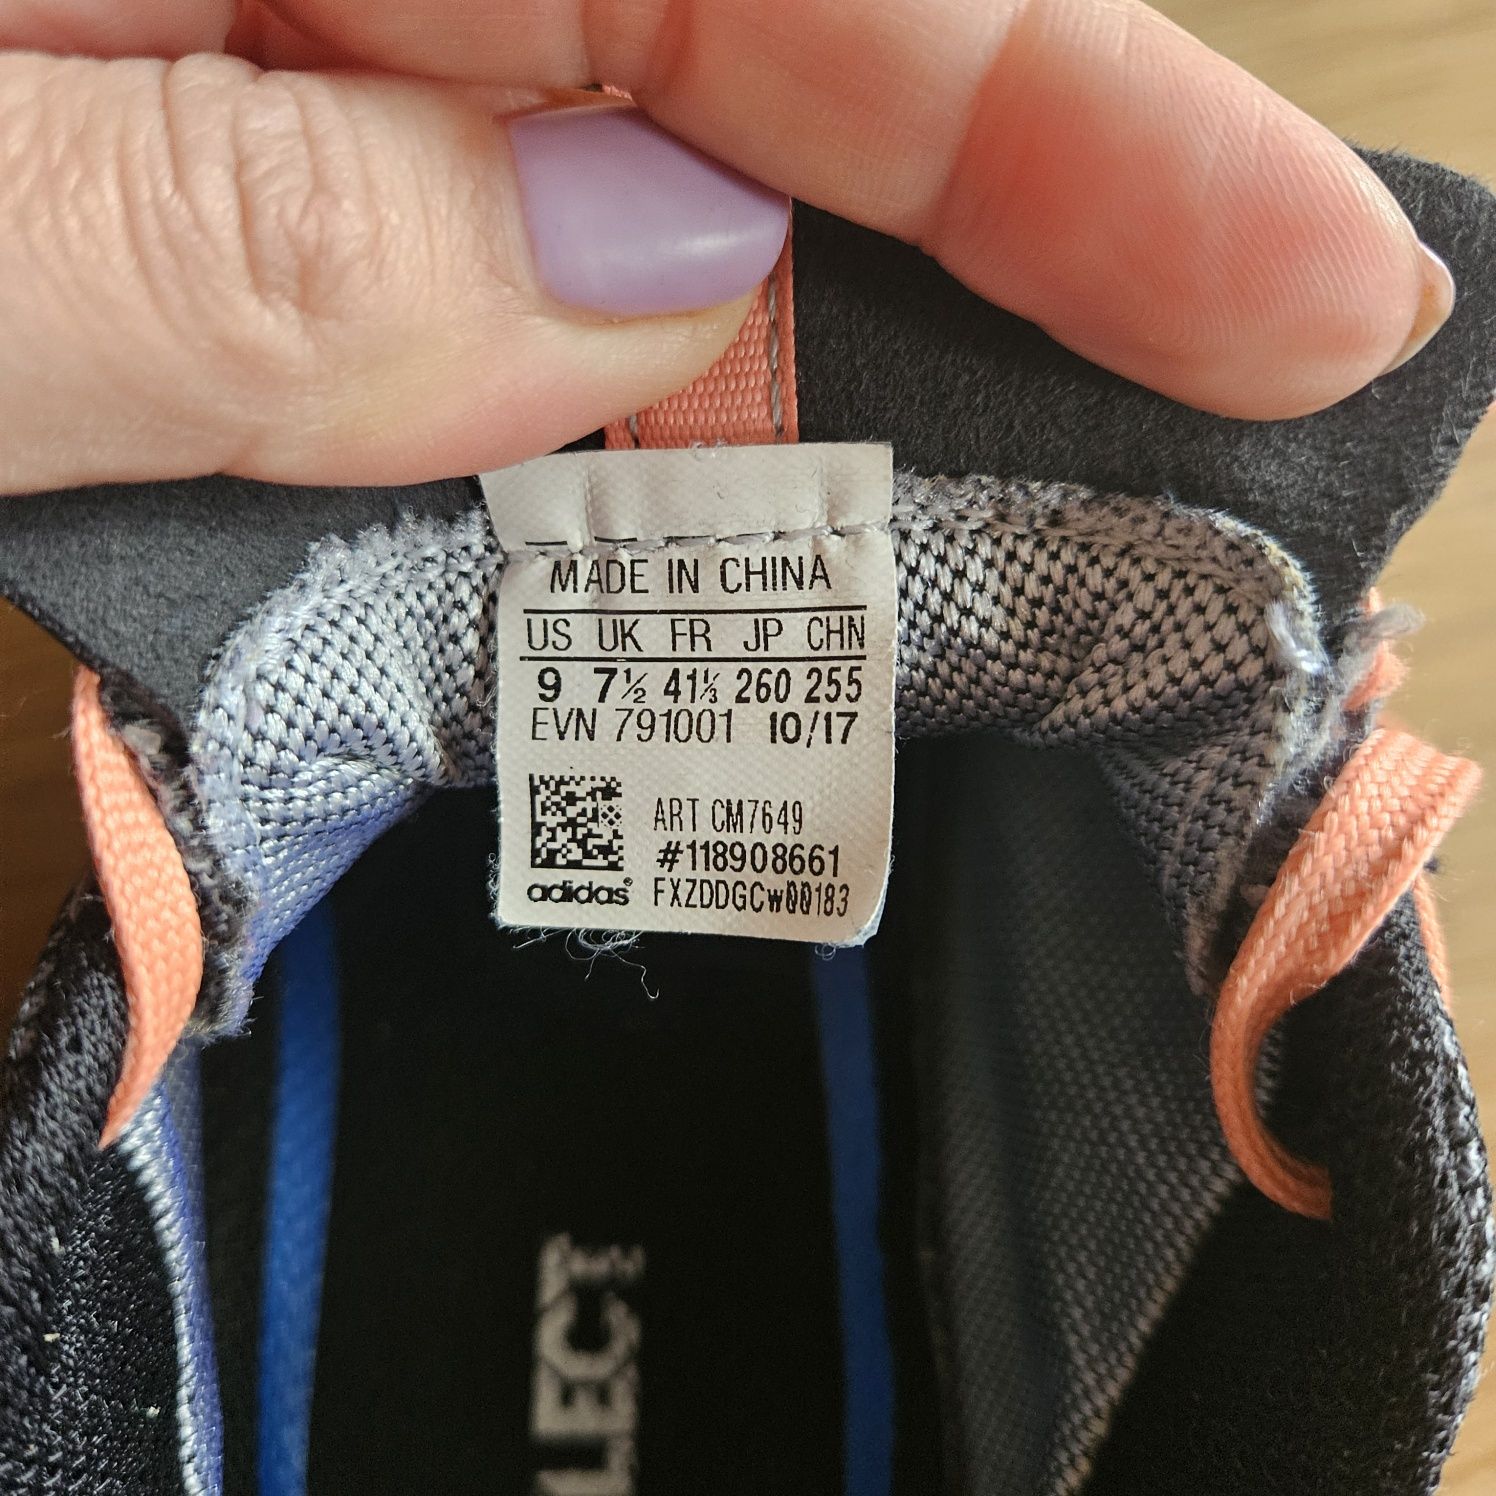 MADE IN CHINA
US UK FR JP CHN
9 7½ 41⅓ 260 255
EVN 791001 10/17
ART CM7649
#118908661
adidas® FXZDDGCW00183
LECT